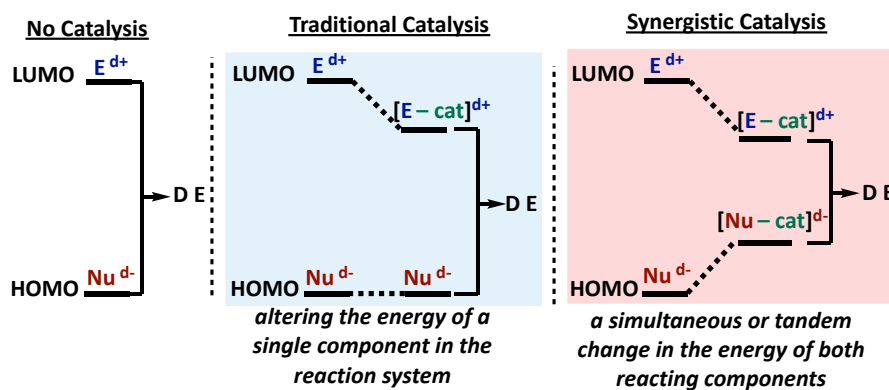 No Catalysis
LUMO E d+
D E
HOMO Nu d-
Traditional Catalysis
LUMO E d+
[E – cat]d+
D E
HOMO Nu d- Nu d-
altering the energy of a
single component in the
reaction system
Synergistic Catalysis
LUMO E d+
[E – cat]d+
D E
[Nu – cat]d-
HOMO Nu d-
a simultaneous or tandem
change in the energy of both
reacting components